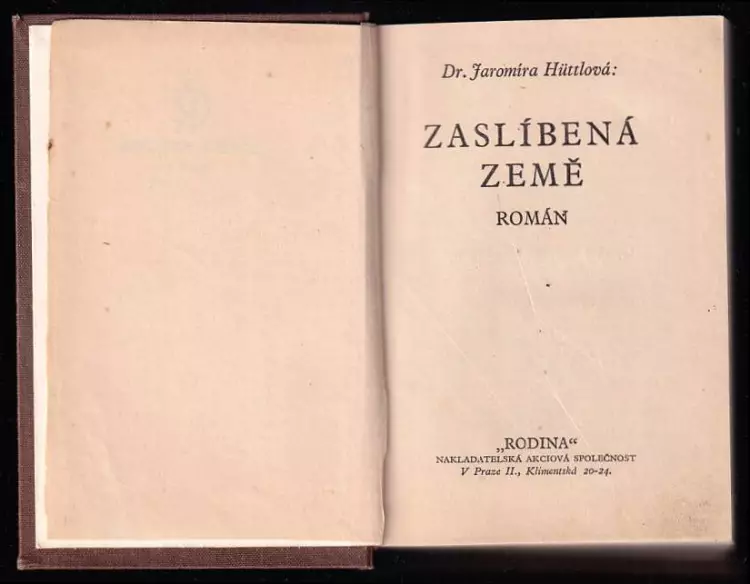 Dr. Jaromíra Hüttlová:
ZASLÍBENÁ
ZEMĚ
ROMÁN
„RODINA“
NAKLADATELSKÁ AKCIOVÁ SPOLEČNOST
V Praze II., Klimentská 20-24.